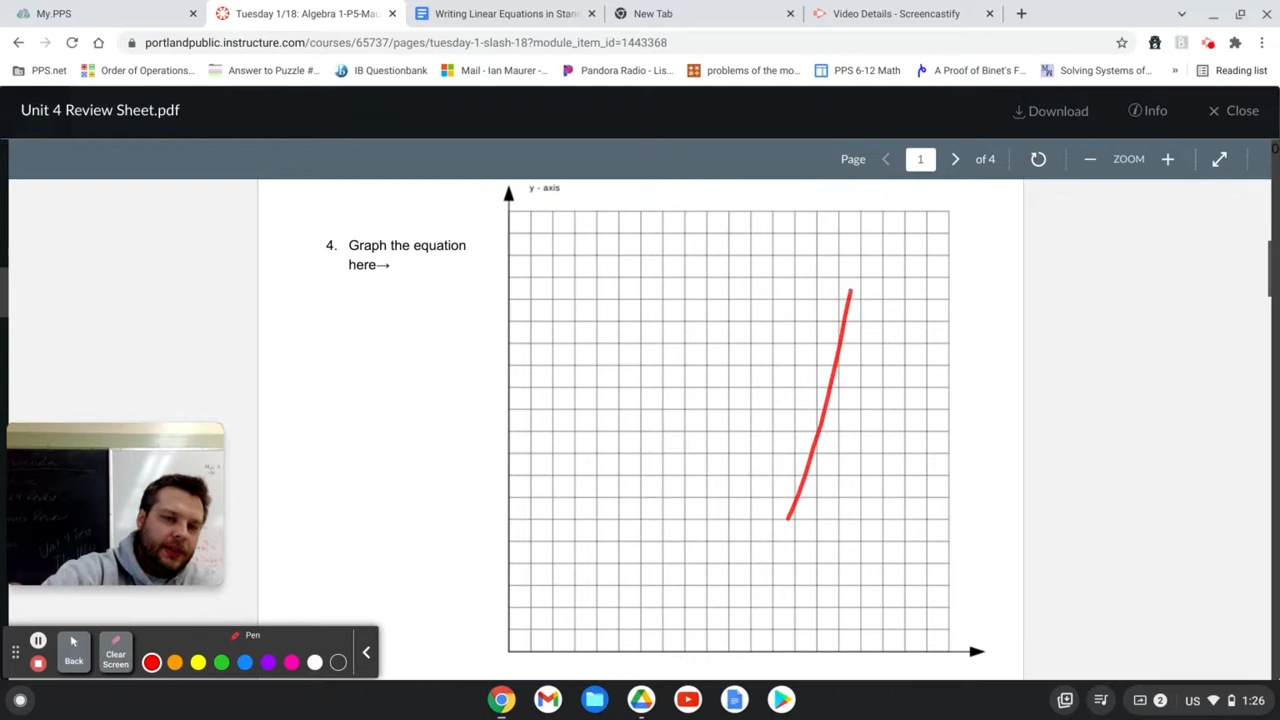 My.PPS
Tuesday 1/18: Algebra 1-P5-Mau
Writing Linear Equations in Stan
New Tab
Video Details - Screencastify
portlandpublic.instructure.com/courses/65737/pages/tuesday-1-slash-18?module_item_id=1443368
PPS.net
Order of Operations...
Answer to Puzzle #...
IB Questionbank
Mail - Ian Maurer -...
Pandora Radio - Lis...
problems of the mo...
PPS 6-12 Math
A Proof of Binet's F...
Solving Systems of...
»
Reading list
Unit 4 Review Sheet.pdf
Download
Info
Close
Page
1
of 4
ZOOM
y - axis
4. Graph the equation
here→
Pen
Back
Clear
Screen
2
US
1:26